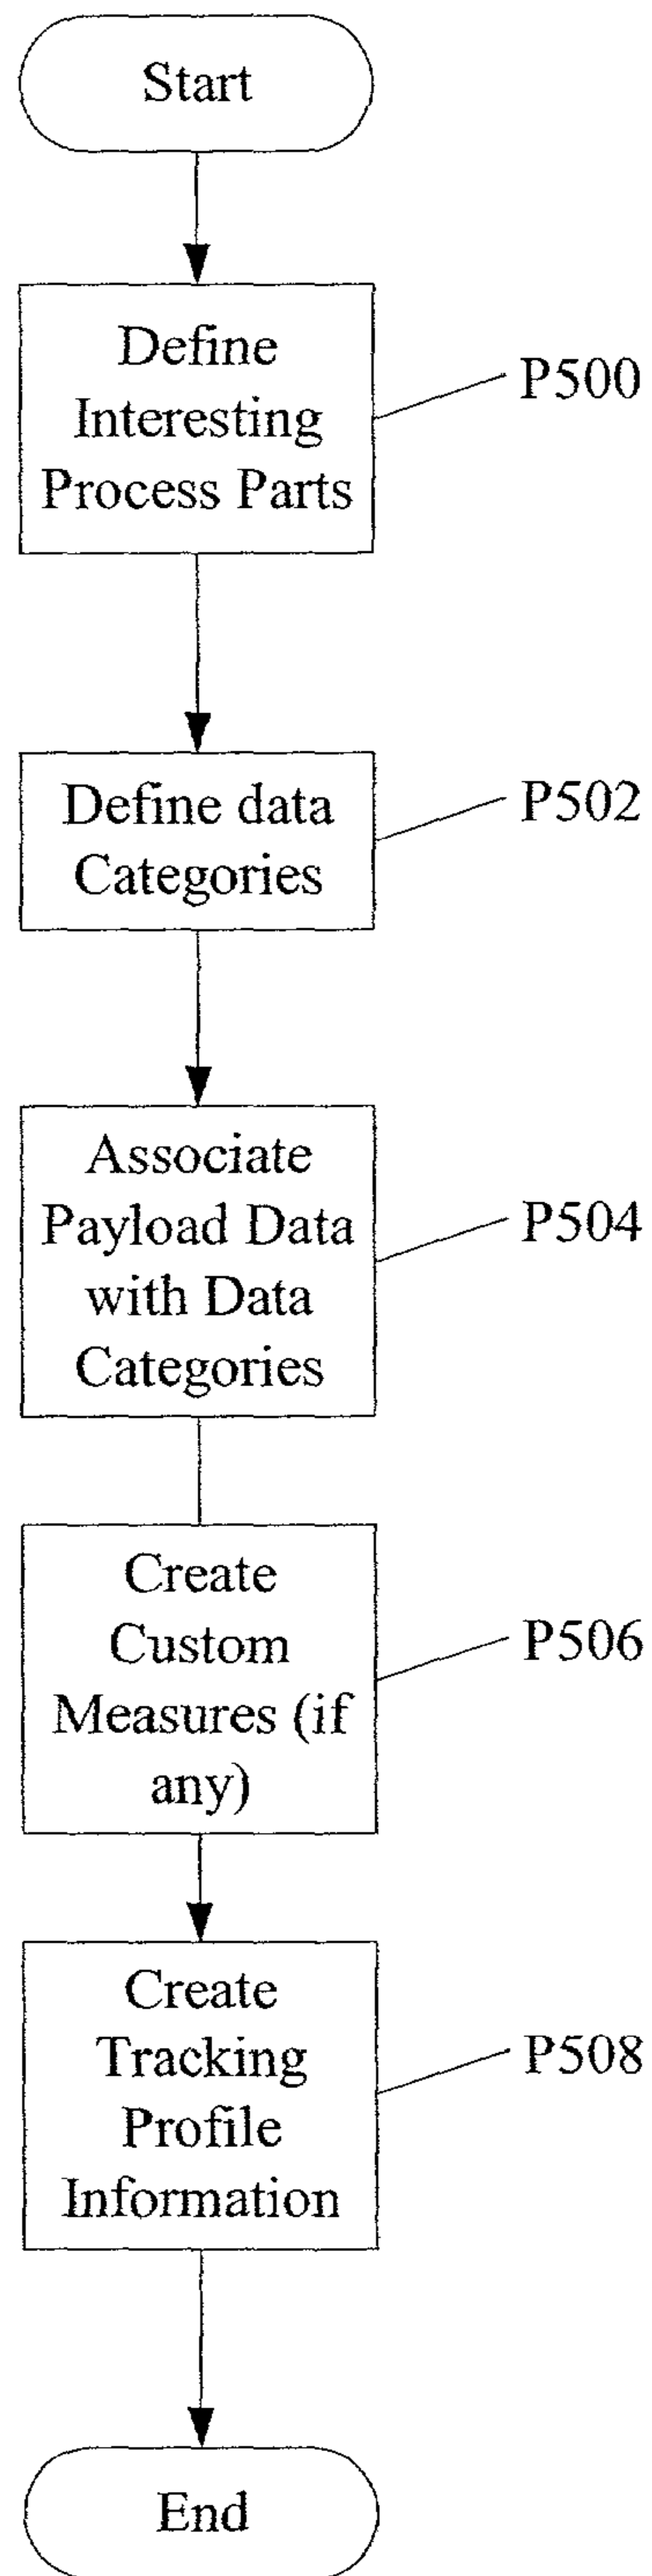 Start
Define
Interesting
Process Parts
P500
Define data
Categories
P502
Associate
Payload Data
with Data
Categories
P504
Create
Custom
Measures (if
any)
P506
Create
Tracking
Profile
Information
P508
End